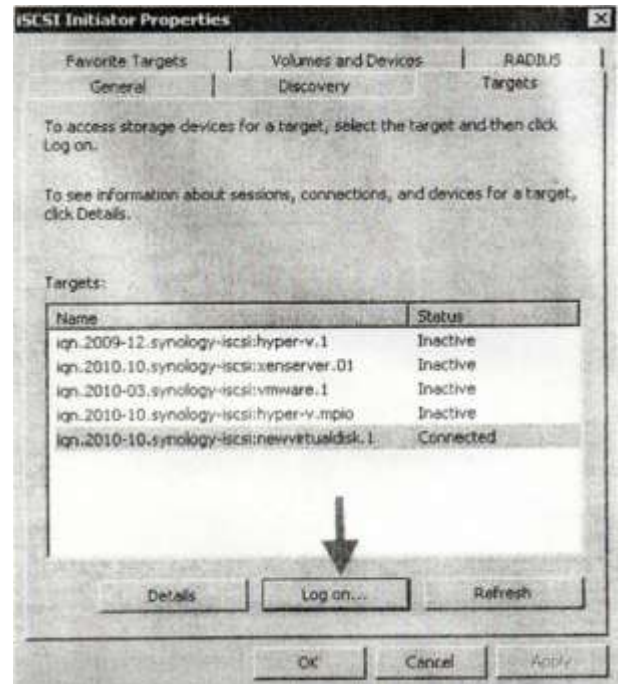 iSCSI Initiator Properties
Favorite Targets
Volumes and Devices
RADIUS
General
Discovery
Targets
To access storage devices for a target, select the target and then click
Log on.
To see information about sessions, connections, and devices for a target,
click Details.
Targets:
Name Status
iqn.2009-12.synology-iscsi:hyper-v.1 Inactive
iqn.2010.10.synology-iscsi:xenserver.01 Inactive
iqn.2010-03.synology-iscsi:vmware.1 Inactive
iqn.2010-10.synology-iscsi:hyper-v.mpio Inactive
iqn.2010-10.synology-iscsi:newvirtualdisk.1 Connected
Details
Log on...
Refresh
OK
Cancel
Apply